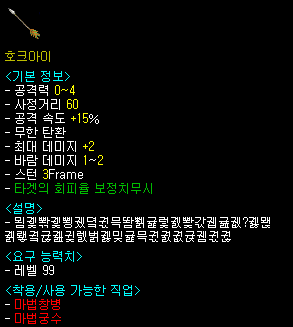 호크아이
<기본 정보>
- 공격력 0~4
- 사정거리 60
- 공격 속도 +15%
- 무한 탄환
- 최대 데미지 +2
- 바람 데미지 1~2
- 스턴 3Frame
- 타겟의 회피율 보정치무시
<설명>
<요구 능력치>
- 레벨 99
<착용/사용 가능한 직업>
- 마법창병
- 마법궁수